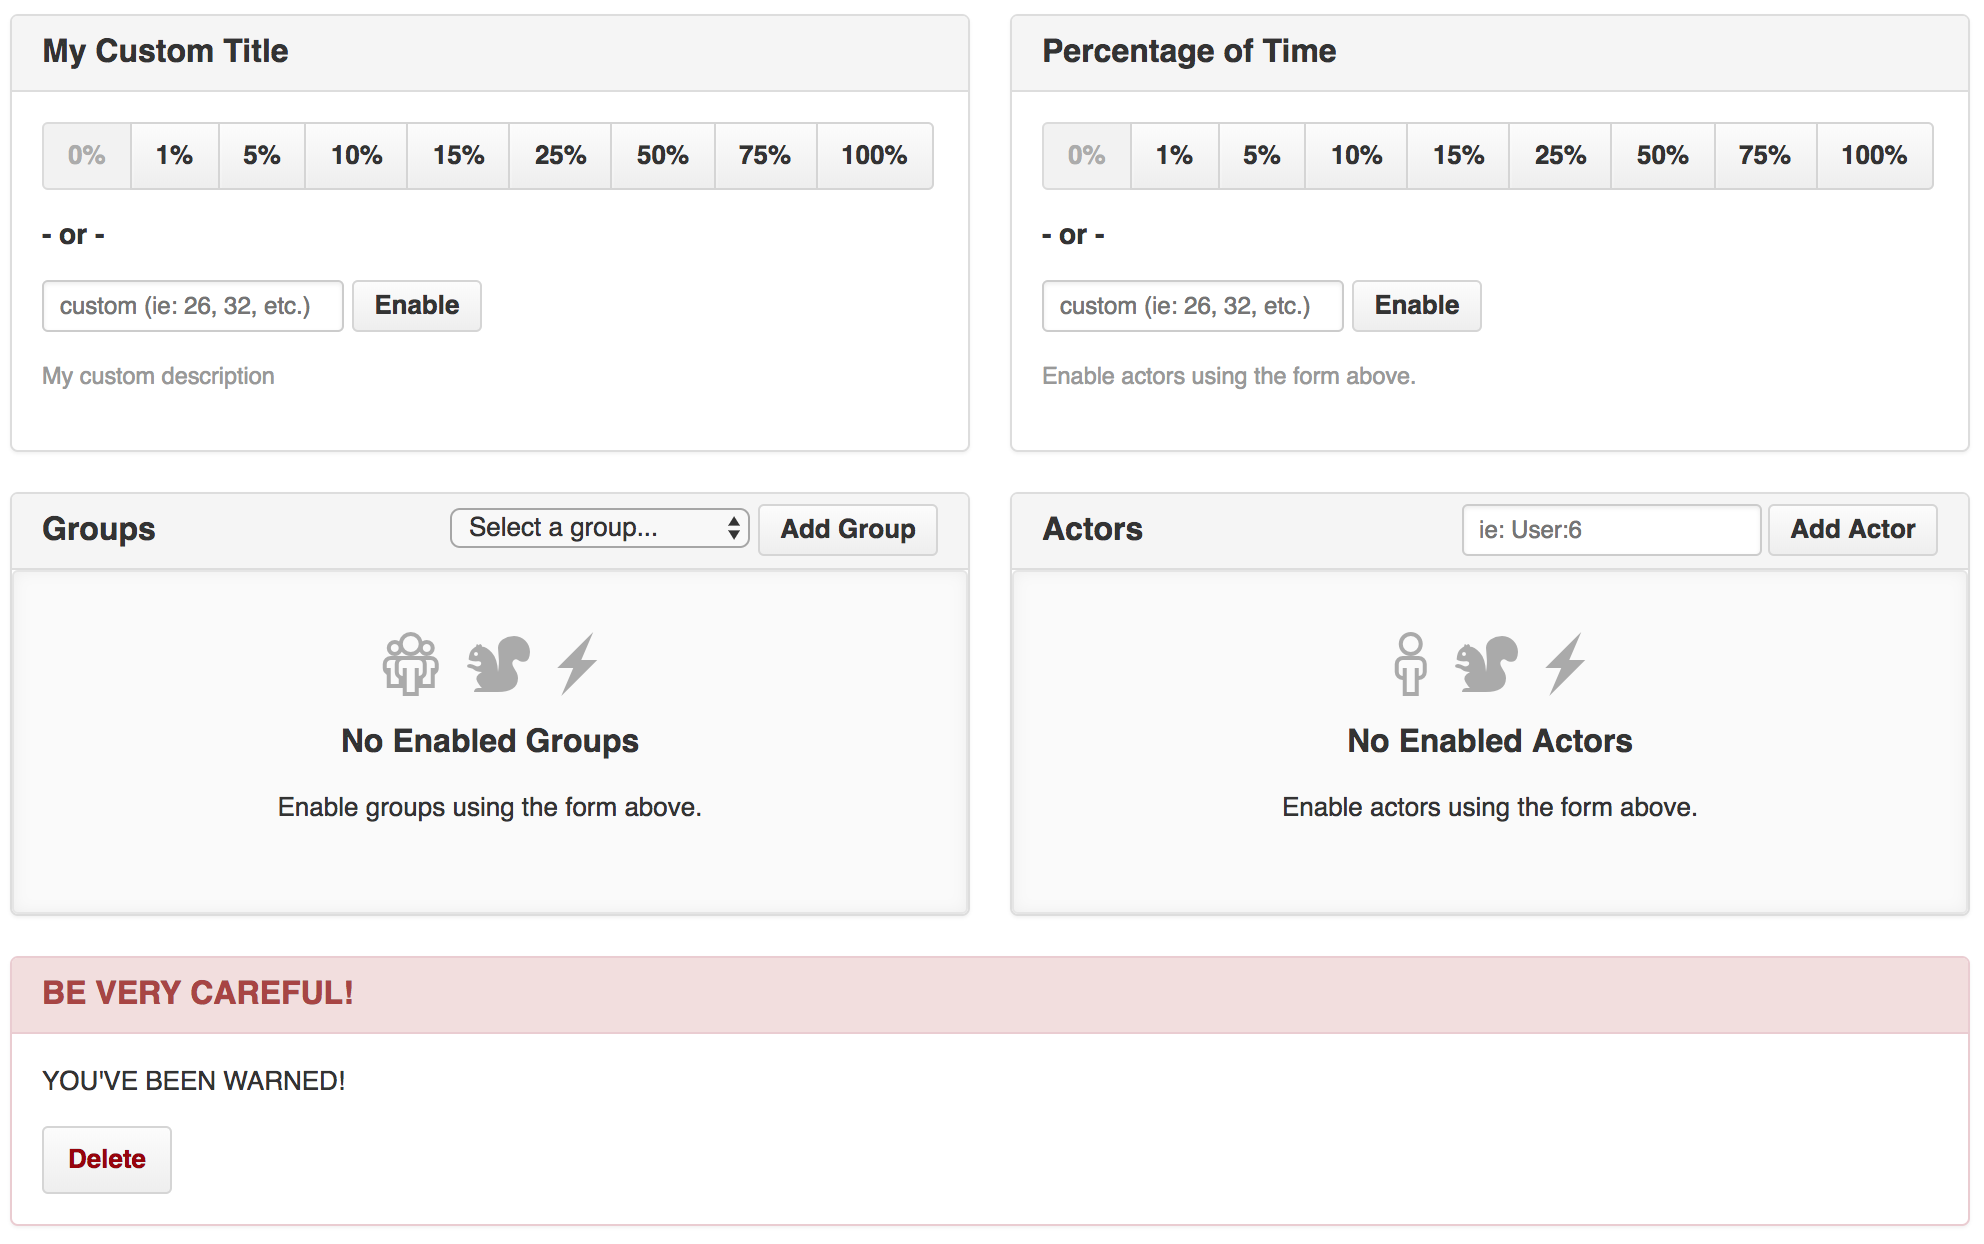 My Custom Title
0% 1% 5% 10% 15% 25% 50% 75% 100%
- or -
custom (ie: 26, 32, etc.) Enable
My custom description
Percentage of Time
0% 1% 5% 10% 15% 25% 50% 75% 100%
- or -
custom (ie: 26, 32, etc.) Enable
Enable actors using the form above.
Groups Select a group... Add Group
No Enabled Groups
Enable groups using the form above.
Actors ie: User:6 Add Actor
No Enabled Actors
Enable actors using the form above.
BE VERY CAREFUL!
YOU'VE BEEN WARNED!
Delete